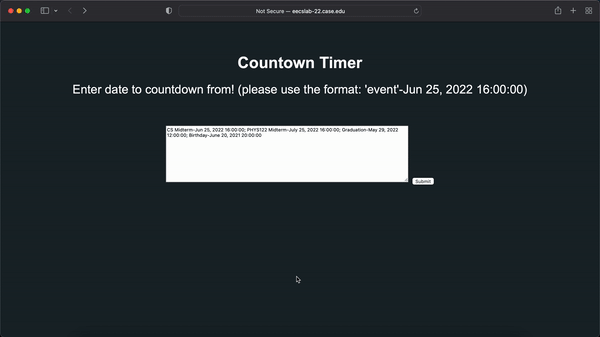 Not Secure — eecslab-22.case.edu
Countown Timer
Enter date to countdown from! (please use the format: 'event'-Jun 25, 2022 16:00:00)
CS Midterm-Jun 25, 2022 16:00:00; PHYS122 Midterm-July 25, 2022 16:00:00; Graduation-May 29, 2022
12:00:00; Birthday-June 20, 2021 20:00:00
Submit